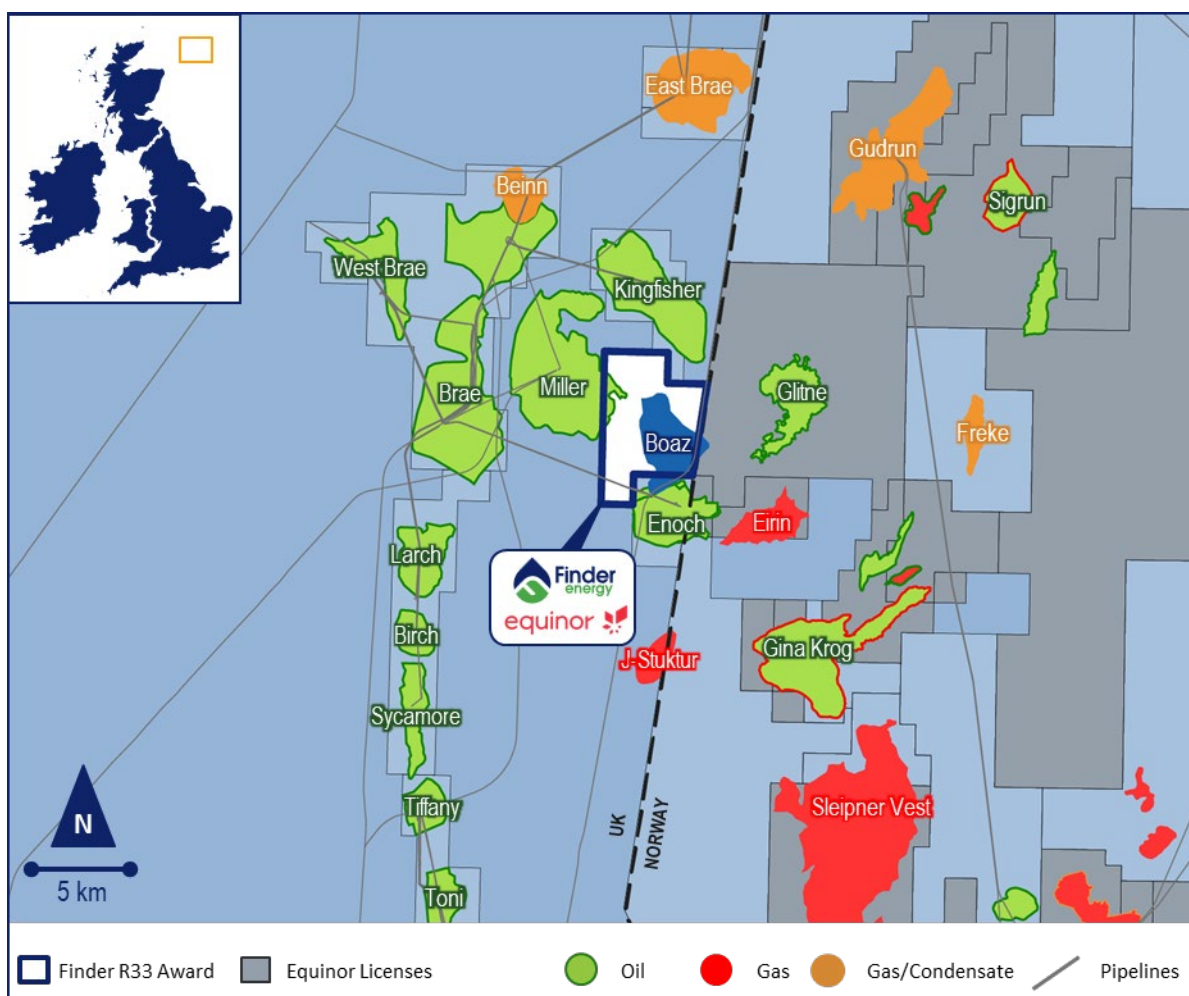 East Brae
Gudrun
Beinn
Sigrun
West Brae
Kingfisher
Brae
Miller
Glitne
Boaz
Freke
Enoch
Eirin
Larch
Finder
energy
equinor
Birch
J-Stuktur
Gina Krog
Sycamore
Tiffany
Sleipner Vest
UK
NORWAY
N
5 km
Toni
Finder R33 Award
Equinor Licenses
Oil
Gas
Gas/Condensate
Pipelines